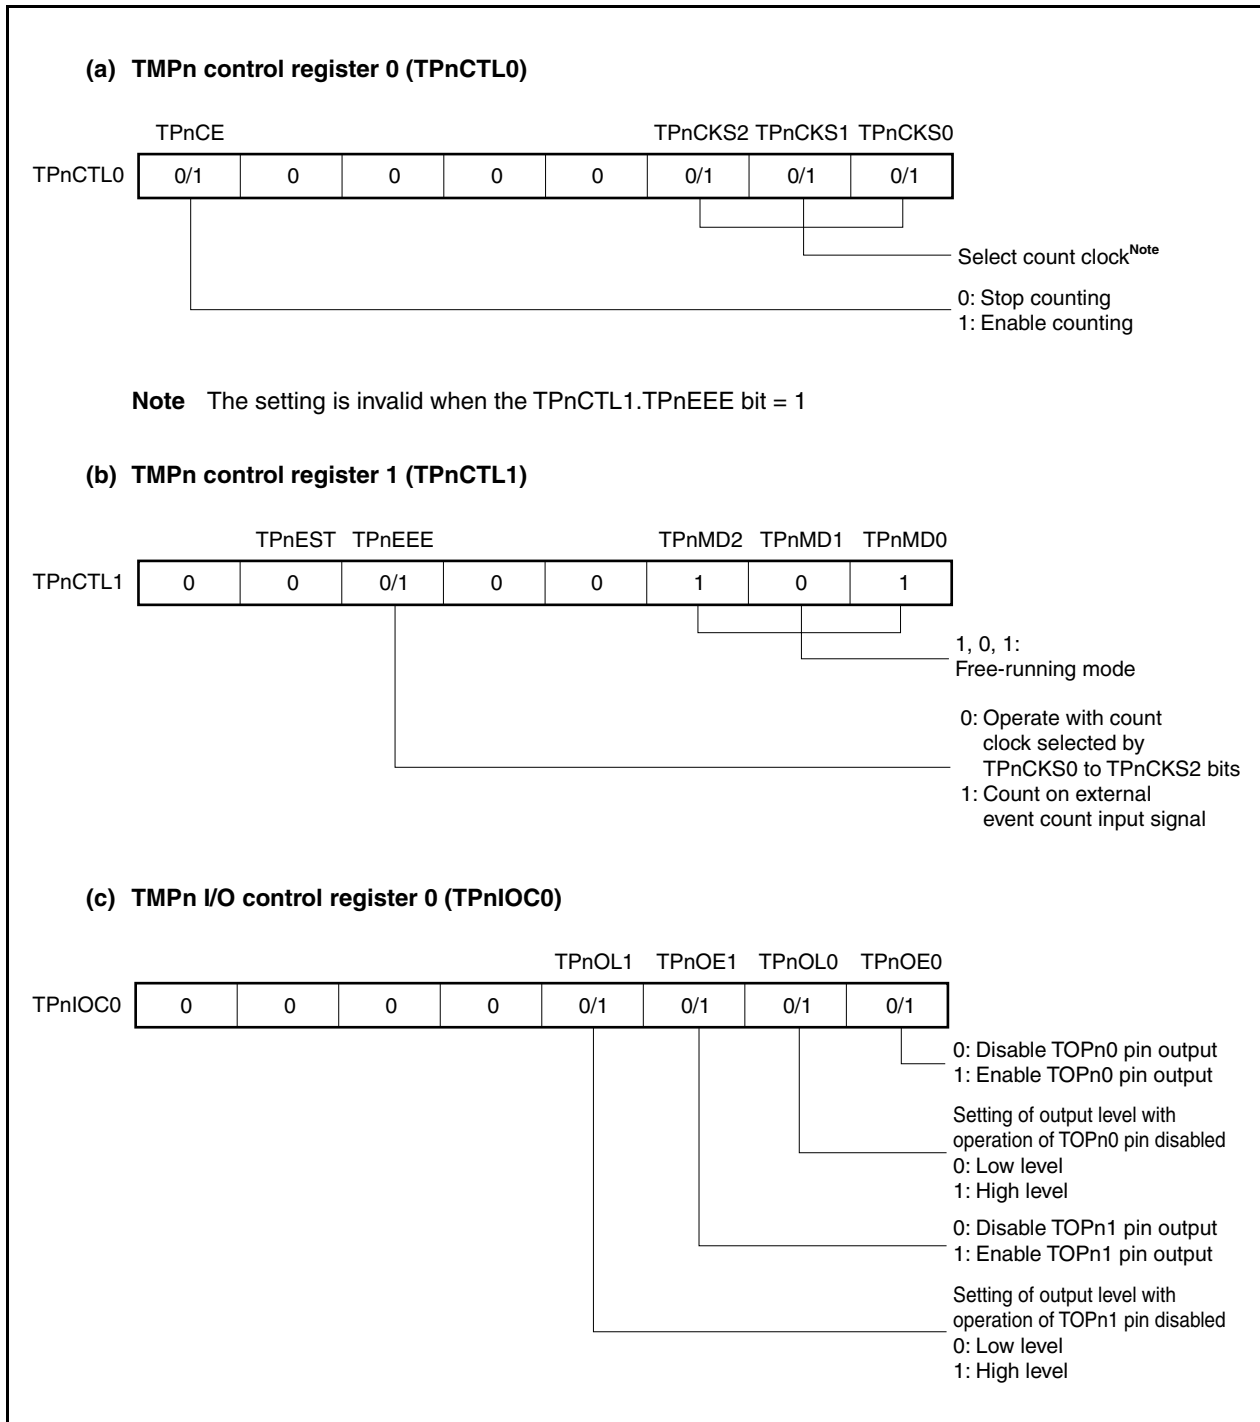 (a) TMPn control register 0 (TPnCTL0)
TPnCE TPnCKS2 TPnCKS1 TPnCKS0
TPnCTL0 0/1 0 0 0 0 0/1 0/1 0/1
Select count clockNote
0: Stop counting
1: Enable counting
Note The setting is invalid when the TPnCTL1.TPnEEE bit = 1
(b) TMPn control register 1 (TPnCTL1)
TPnEST TPnEEE TPnMD2 TPnMD1 TPnMD0
TPnCTL1 0 0 0/1 0 0 1 0 1
1, 0, 1:
Free-running mode
0: Operate with count
clock selected by
TPnCKS0 to TPnCKS2 bits
1: Count on external
event count input signal
(c) TMPn I/O control register 0 (TPnIOC0)
TPnOL1 TPnOE1 TPnOL0 TPnOE0
TPnIOC0 0 0 0 0 0/1 0/1 0/1 0/1
0: Disable TOPn0 pin output
1: Enable TOPn0 pin output
Setting of output level with
operation of TOPn0 pin disabled
0: Low level
1: High level
0: Disable TOPn1 pin output
1: Enable TOPn1 pin output
Setting of output level with
operation of TOPn1 pin disabled
0: Low level
1: High level